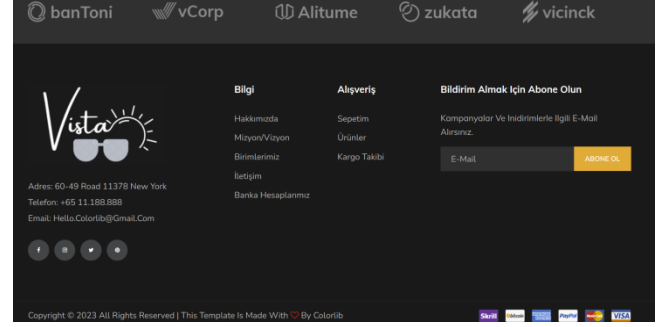 banToni
vCorp
Alitume
zukata
vicinck
Vista
Adres: 60-49 Road 11378 New York
Telefon: +65 11.188.888
Email: Hello.Colorlib@Gmail.Com
Bilgi
Hakkımızda
Mizyon/Vizyon
Birimlerimiz
İletişim
Banka Hesaplarımız
Alışveriş
Sepetim
Ürünler
Kargo Takibi
Bildirim Almak Için Abone Olun
Kampanyalar Ve Inidirimlerle Ilgili E-Mail
Alırsınız.
E-Mail
ABONE OL
Copyright © 2023 All Rights Reserved | This Template Is Made With ♡ By Colorlib
Skrill
PayPal
VISA